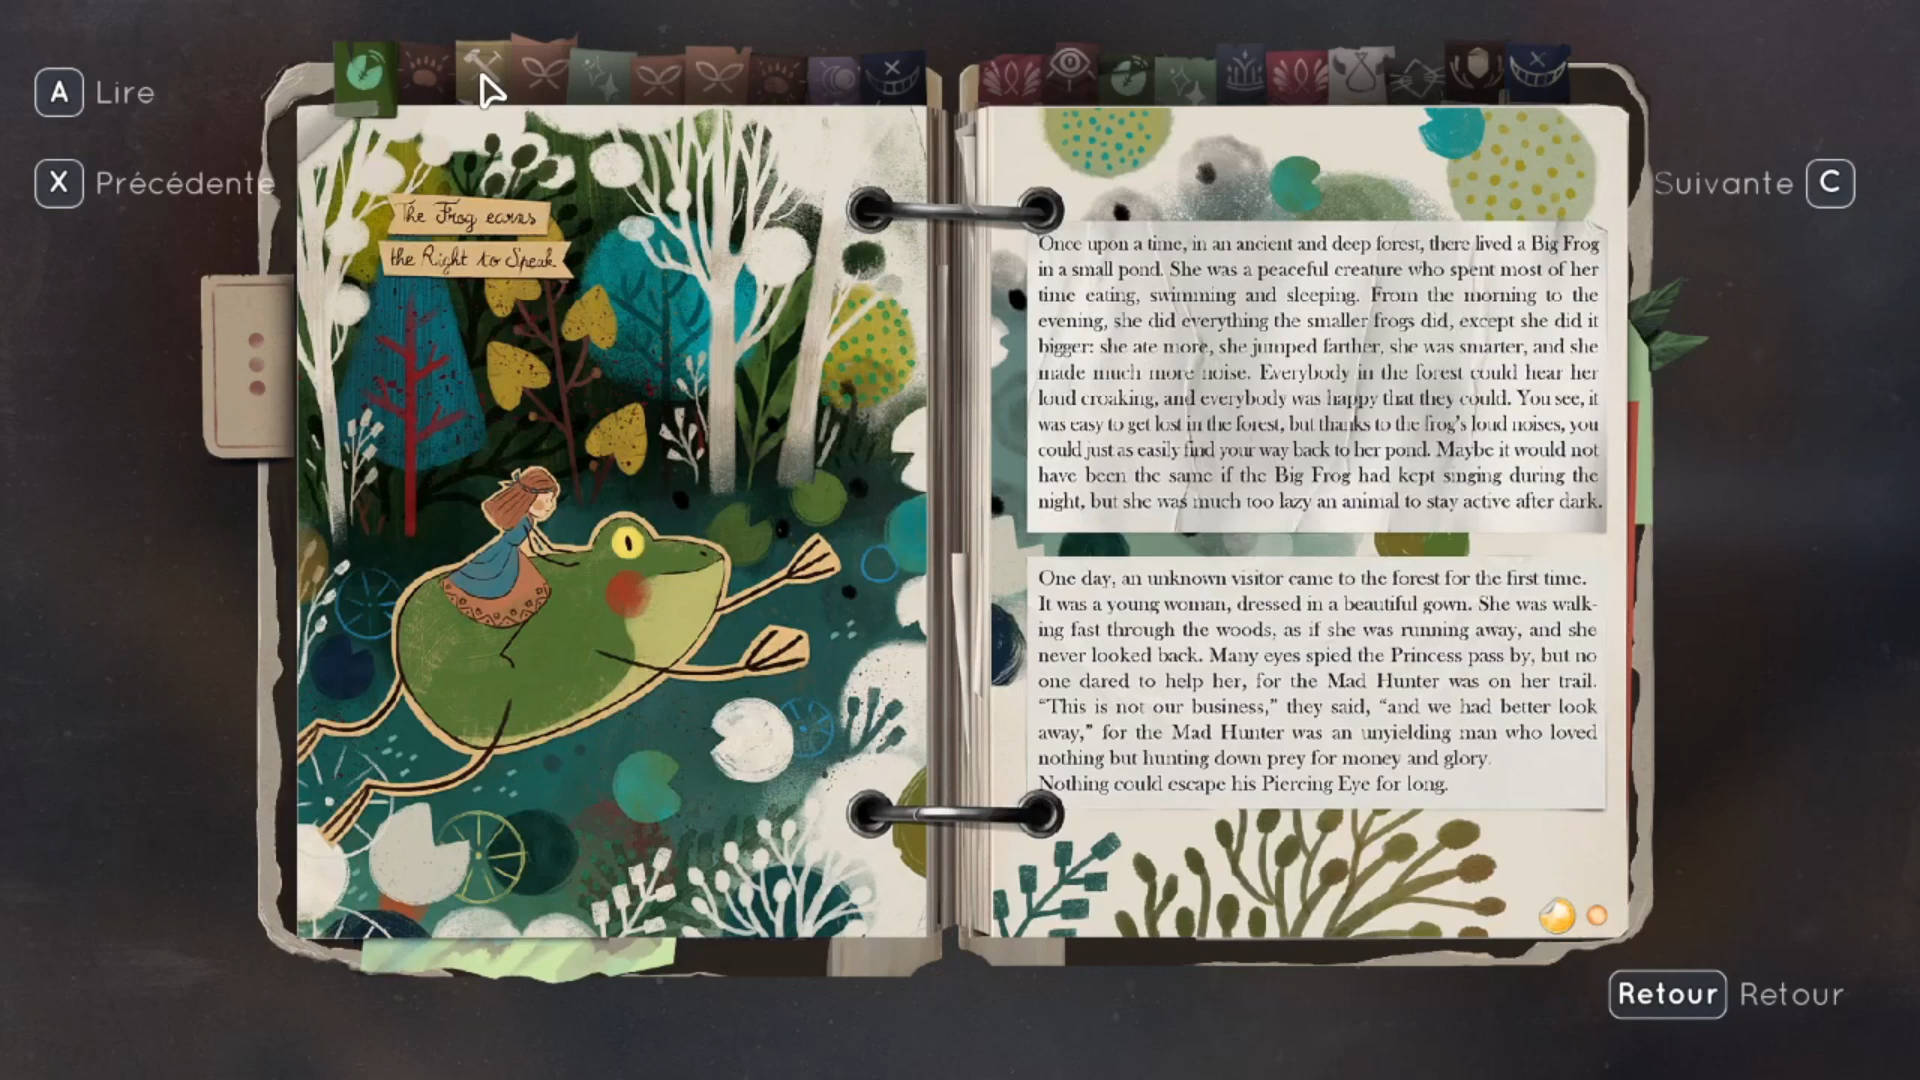 A Lire
X Précédente
Suivante C
The Frog earns
the Right to Speak
Once upon a time, in an ancient and deep forest, there lived a Big Frog
in a small pond. She was a peaceful creature who spent most of her
time eating, swimming and sleeping. From the morning to the
evening, she did everything the smaller frogs did, except she did it
bigger: she ate more, she jumped farther, she was smarter, and she
made much more noise. Everybody in the forest could hear her
loud croaking, and everybody was happy that they could. You see, it
was easy to get lost in the forest, but thanks to the frog's loud noises, you
could just as easily find your way back to her pond. Maybe it would not
have been the same if the Big Frog had kept singing during the
night, but she was much too lazy an animal to stay active after dark.
One day, an unknown visitor came to the forest for the first time.
It was a young woman, dressed in a beautiful gown. She was walk-
ing fast through the woods, as if she was running away, and she
never looked back. Many eyes spied the Princess pass by, but no
one dared to help her, for the Mad Hunter was on her trail.
“This is not our business,” they said, “and we had better look
away,” for the Mad Hunter was an unyielding man who loved
nothing but hunting down prey for money and glory.
Nothing could escape his Piercing Eye for long.
Retour Retour